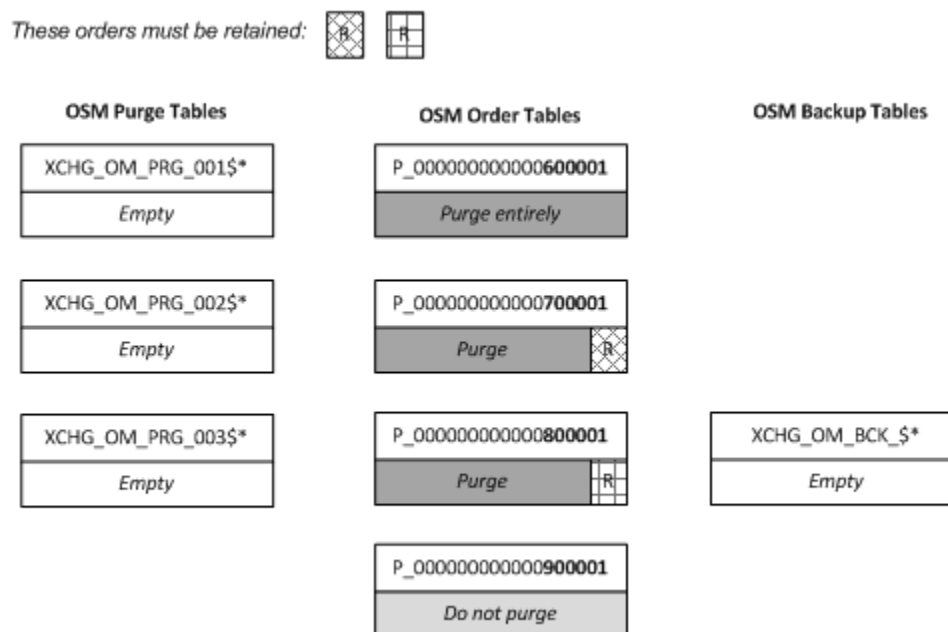 These orders must be retained: R R
OSM Purge Tables OSM Order Tables OSM Backup Tables
XCHG_OM_PRG_001$* P_000000000000600001
Empty Purge entirely
XCHG_OM_PRG_002$* P_000000000000700001
Empty Purge R
XCHG_OM_PRG_003$* P_000000000000800001 XCHG_OM_BCK_$*
Empty Purge R Empty
P_000000000000900001
Do not purge